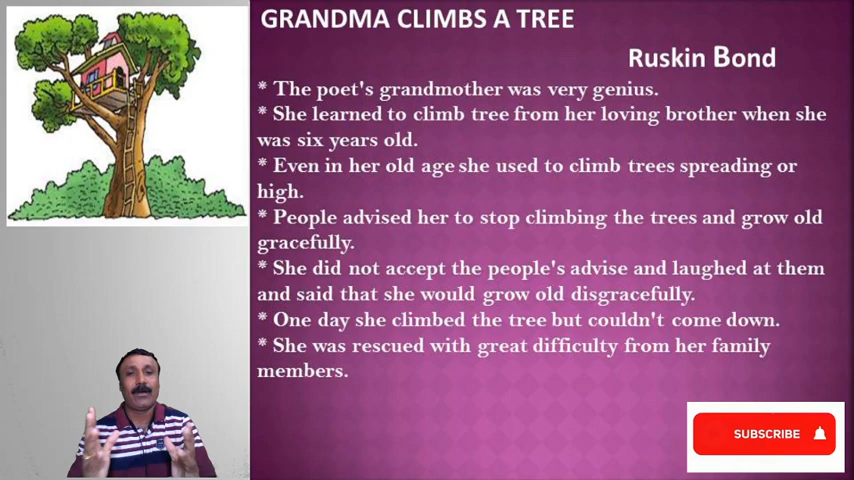 GRANDMA CLIMBS A TREE
Ruskin Bond
* The poet's grandmother was very genius.
* She learned to climb tree from her loving brother when she
was six years old.
* Even in her old age she used to climb trees spreading or
high.
* People advised her to stop climbing the trees and grow old
gracefully.
* She did not accept the people's advise and laughed at them
and said that she would grow old disgracefully.
* One day she climbed the tree but couldn't come down.
* She was rescued with great difficulty from her family
members.
SUBSCRIBE